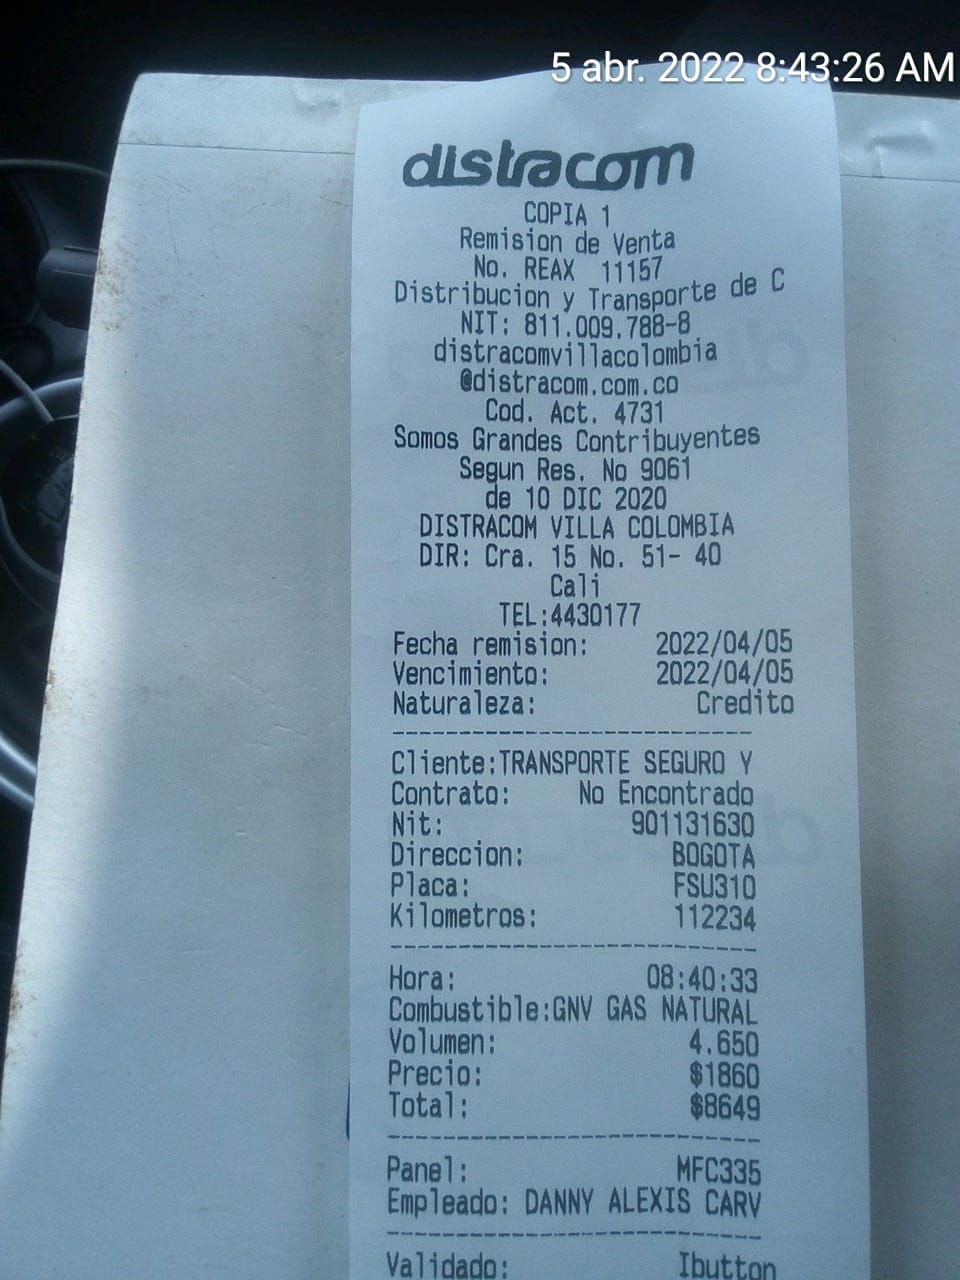 5 abr. 2022 8:43:26 AM
distracom
COPIA 1
Remision de Venta
No. REAX 11157
Distribucion y Transporte de C
NIT: 811.009.788-8
distracomvillacolombia
@distracom.com.co
Cod. Act. 4731
Somos Grandes Contribuyentes
Segun Res. No 9061
de 10 DIC 2020
DISTRACOM VILLA COLOMBIA
DIR: Cra. 15 No. 51- 40
Cali
TEL:4430177
Fecha remision: 2022/04/05
Vencimiento: 2022/04/05
Naturaleza: Credito
Cliente:TRANSPORTE SEGURO Y
Contrato: No Encontrado
Nit: 901131630
Direccion: BOGOTA
Placa: FSU310
Kilometros: 112234
Hora: 08:40:33
Combustible:GNV GAS NATURAL
Volumen: 4.650
Precio: $1860
Total: $8649
Panel: MFC335
Empleado: DANNY ALEXIS CARV
Validado: Ibutton